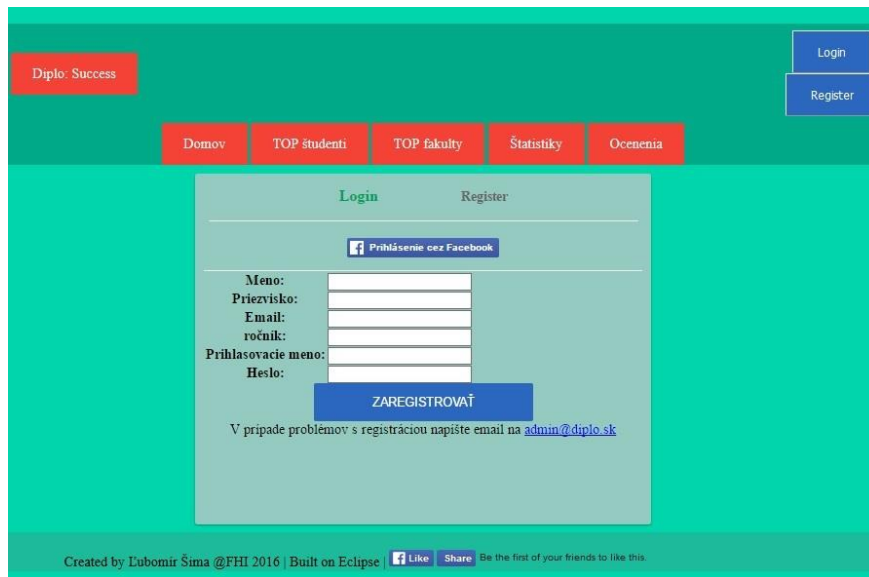 Login
Diplo: Success
Register
Domov TOP študenti TOP fakulty Štatistiky Ocenenia
Login Register
Prihlásenie cez Facebook
Meno:
Priezvisko:
Email:
ročník:
Prihlasovacie meno:
Heslo:
ZAREGISTROVAŤ
V prípade problémov s registráciou napíšte email na admin@diplo.sk
Created by Ľubomír Šima @FHI 2016 | Built on Eclipse | Like Share Be the first of your friends to like this.